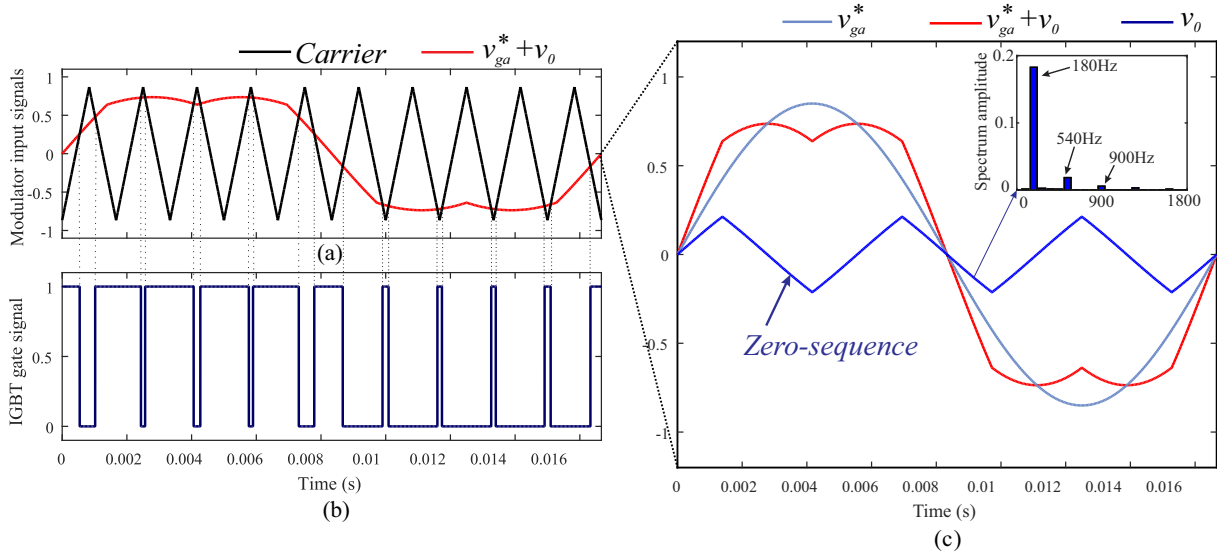 Carrier
v*ga+v0
Modulator input signals
1
0.5
0
-0.5
-1
(a)
IGBT gate signal
1
0.5
0
0 0.002 0.004 0.006 0.008 0.01 0.012 0.014 0.016
Time (s)
(b)
v*ga v*ga+v0 v0
1
0.5
0
-0.5
-1
Spectrum amplitude
0.2
0.1
0
180Hz
540Hz
900Hz
0 900 1800
Zero-sequence
0 0.002 0.004 0.006 0.008 0.01 0.012 0.014 0.016
Time (s)
(c)